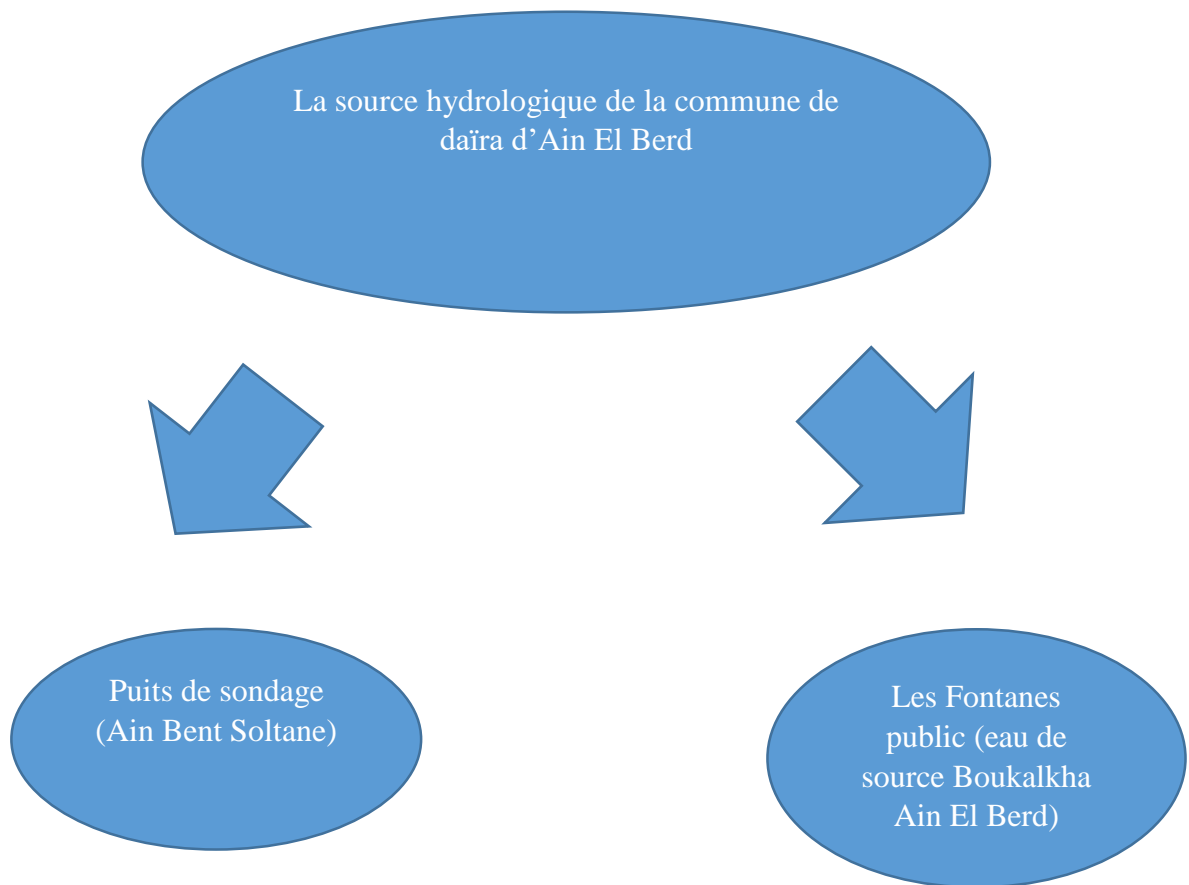 La source hydrologique de la commune de
daïra d’Ain El Berd
Puits de sondage
(Ain Bent Soltane)
Les Fontanes
public (eau de
source Boukalkha
Ain El Berd)